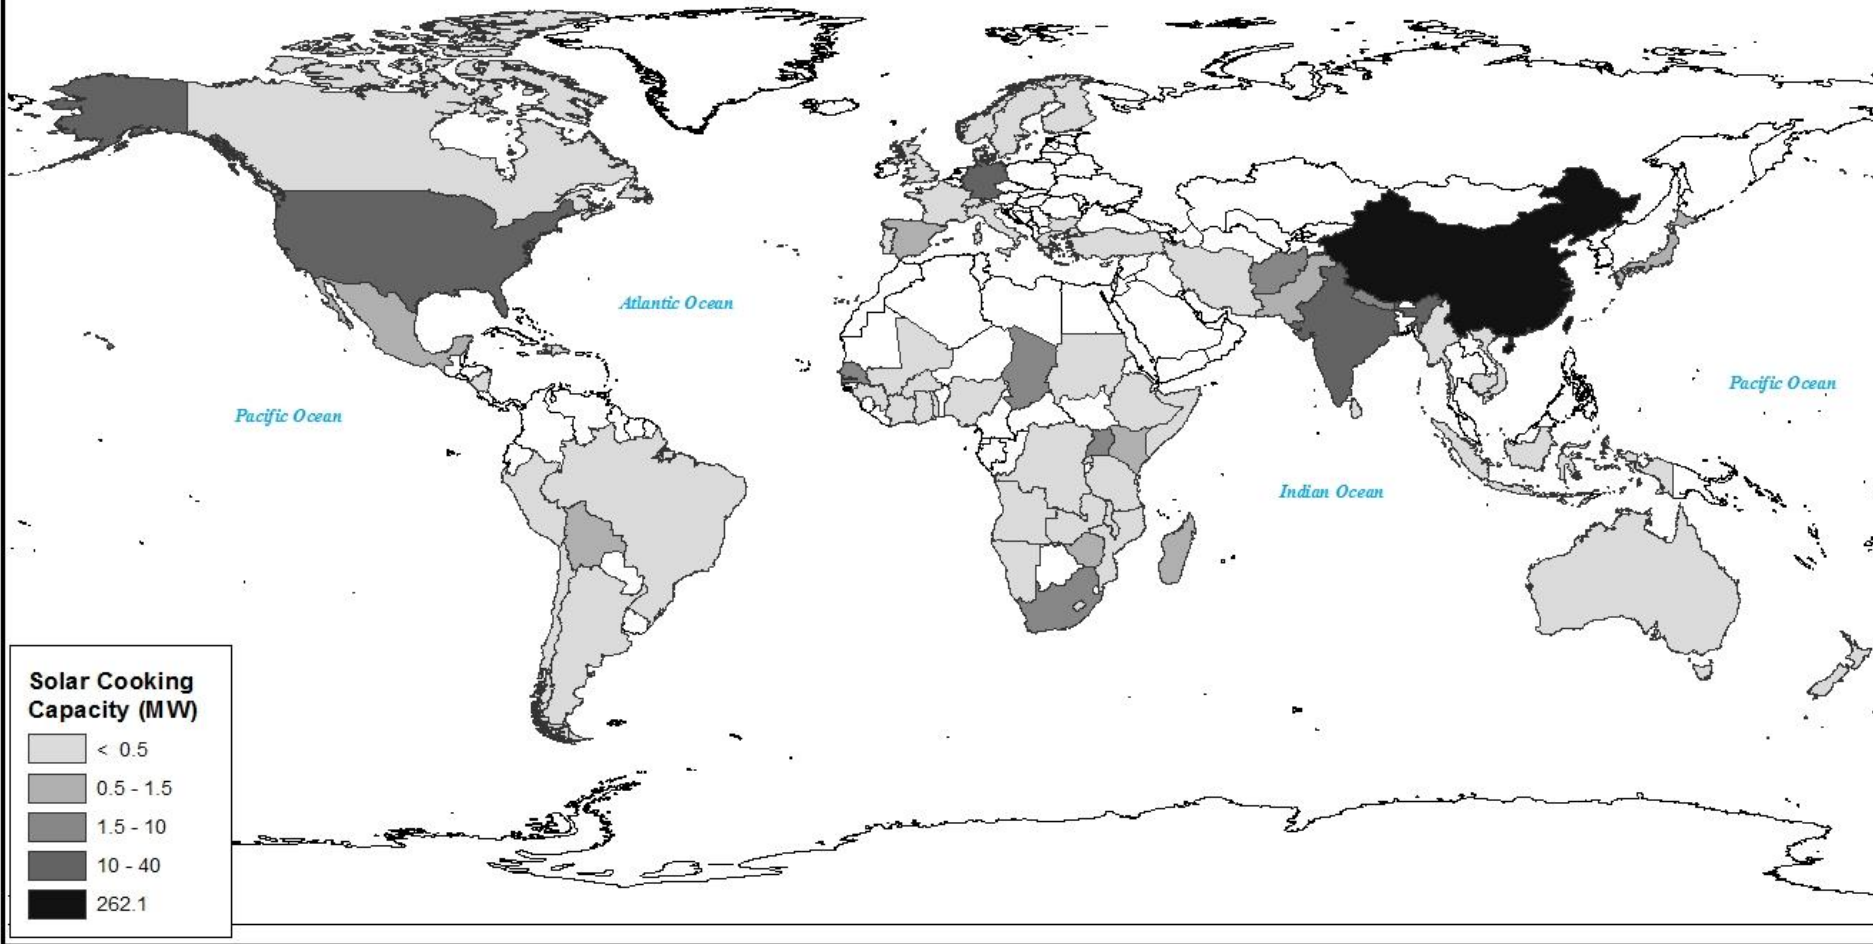 Atlantic Ocean
Pacific Ocean
Pacific Ocean
Indian Ocean
Solar Cooking
Capacity (MW)
< 0.5
0.5 - 1.5
1.5 - 10
10 - 40
262.1